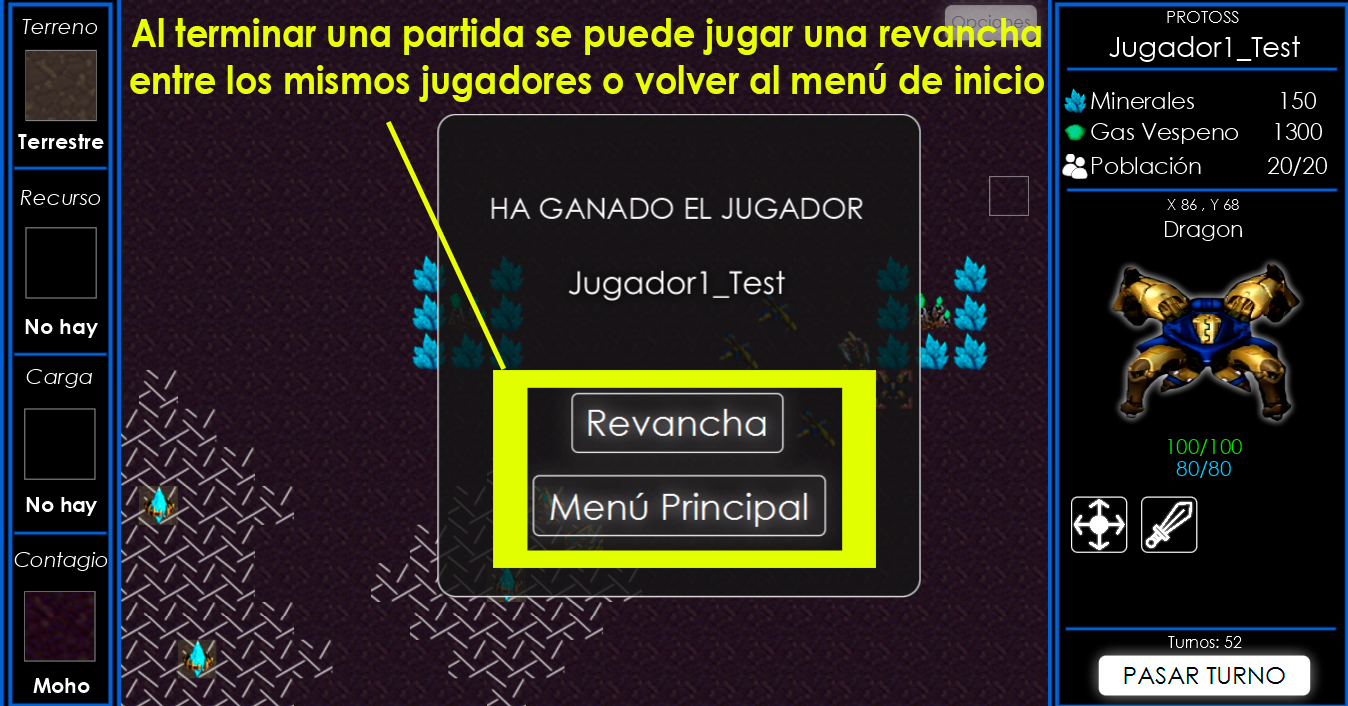 Al terminar una partida se puede jugar una revancha
entre los mismos jugadores o volver al menú de inicio
Opciones
Terreno
Terrestre
Recurso
No hay
Carga
No hay
Contagio
Moho
HA GANADO EL JUGADOR
Jugador1_Test
Revancha
Menú Principal
PROTOSS
Jugador1_Test
Minerales 150
Gas Vespeno 1300
Población 20/20
X 86 , Y 68
Dragon
100/100
80/80
Turnos: 52
PASAR TURNO